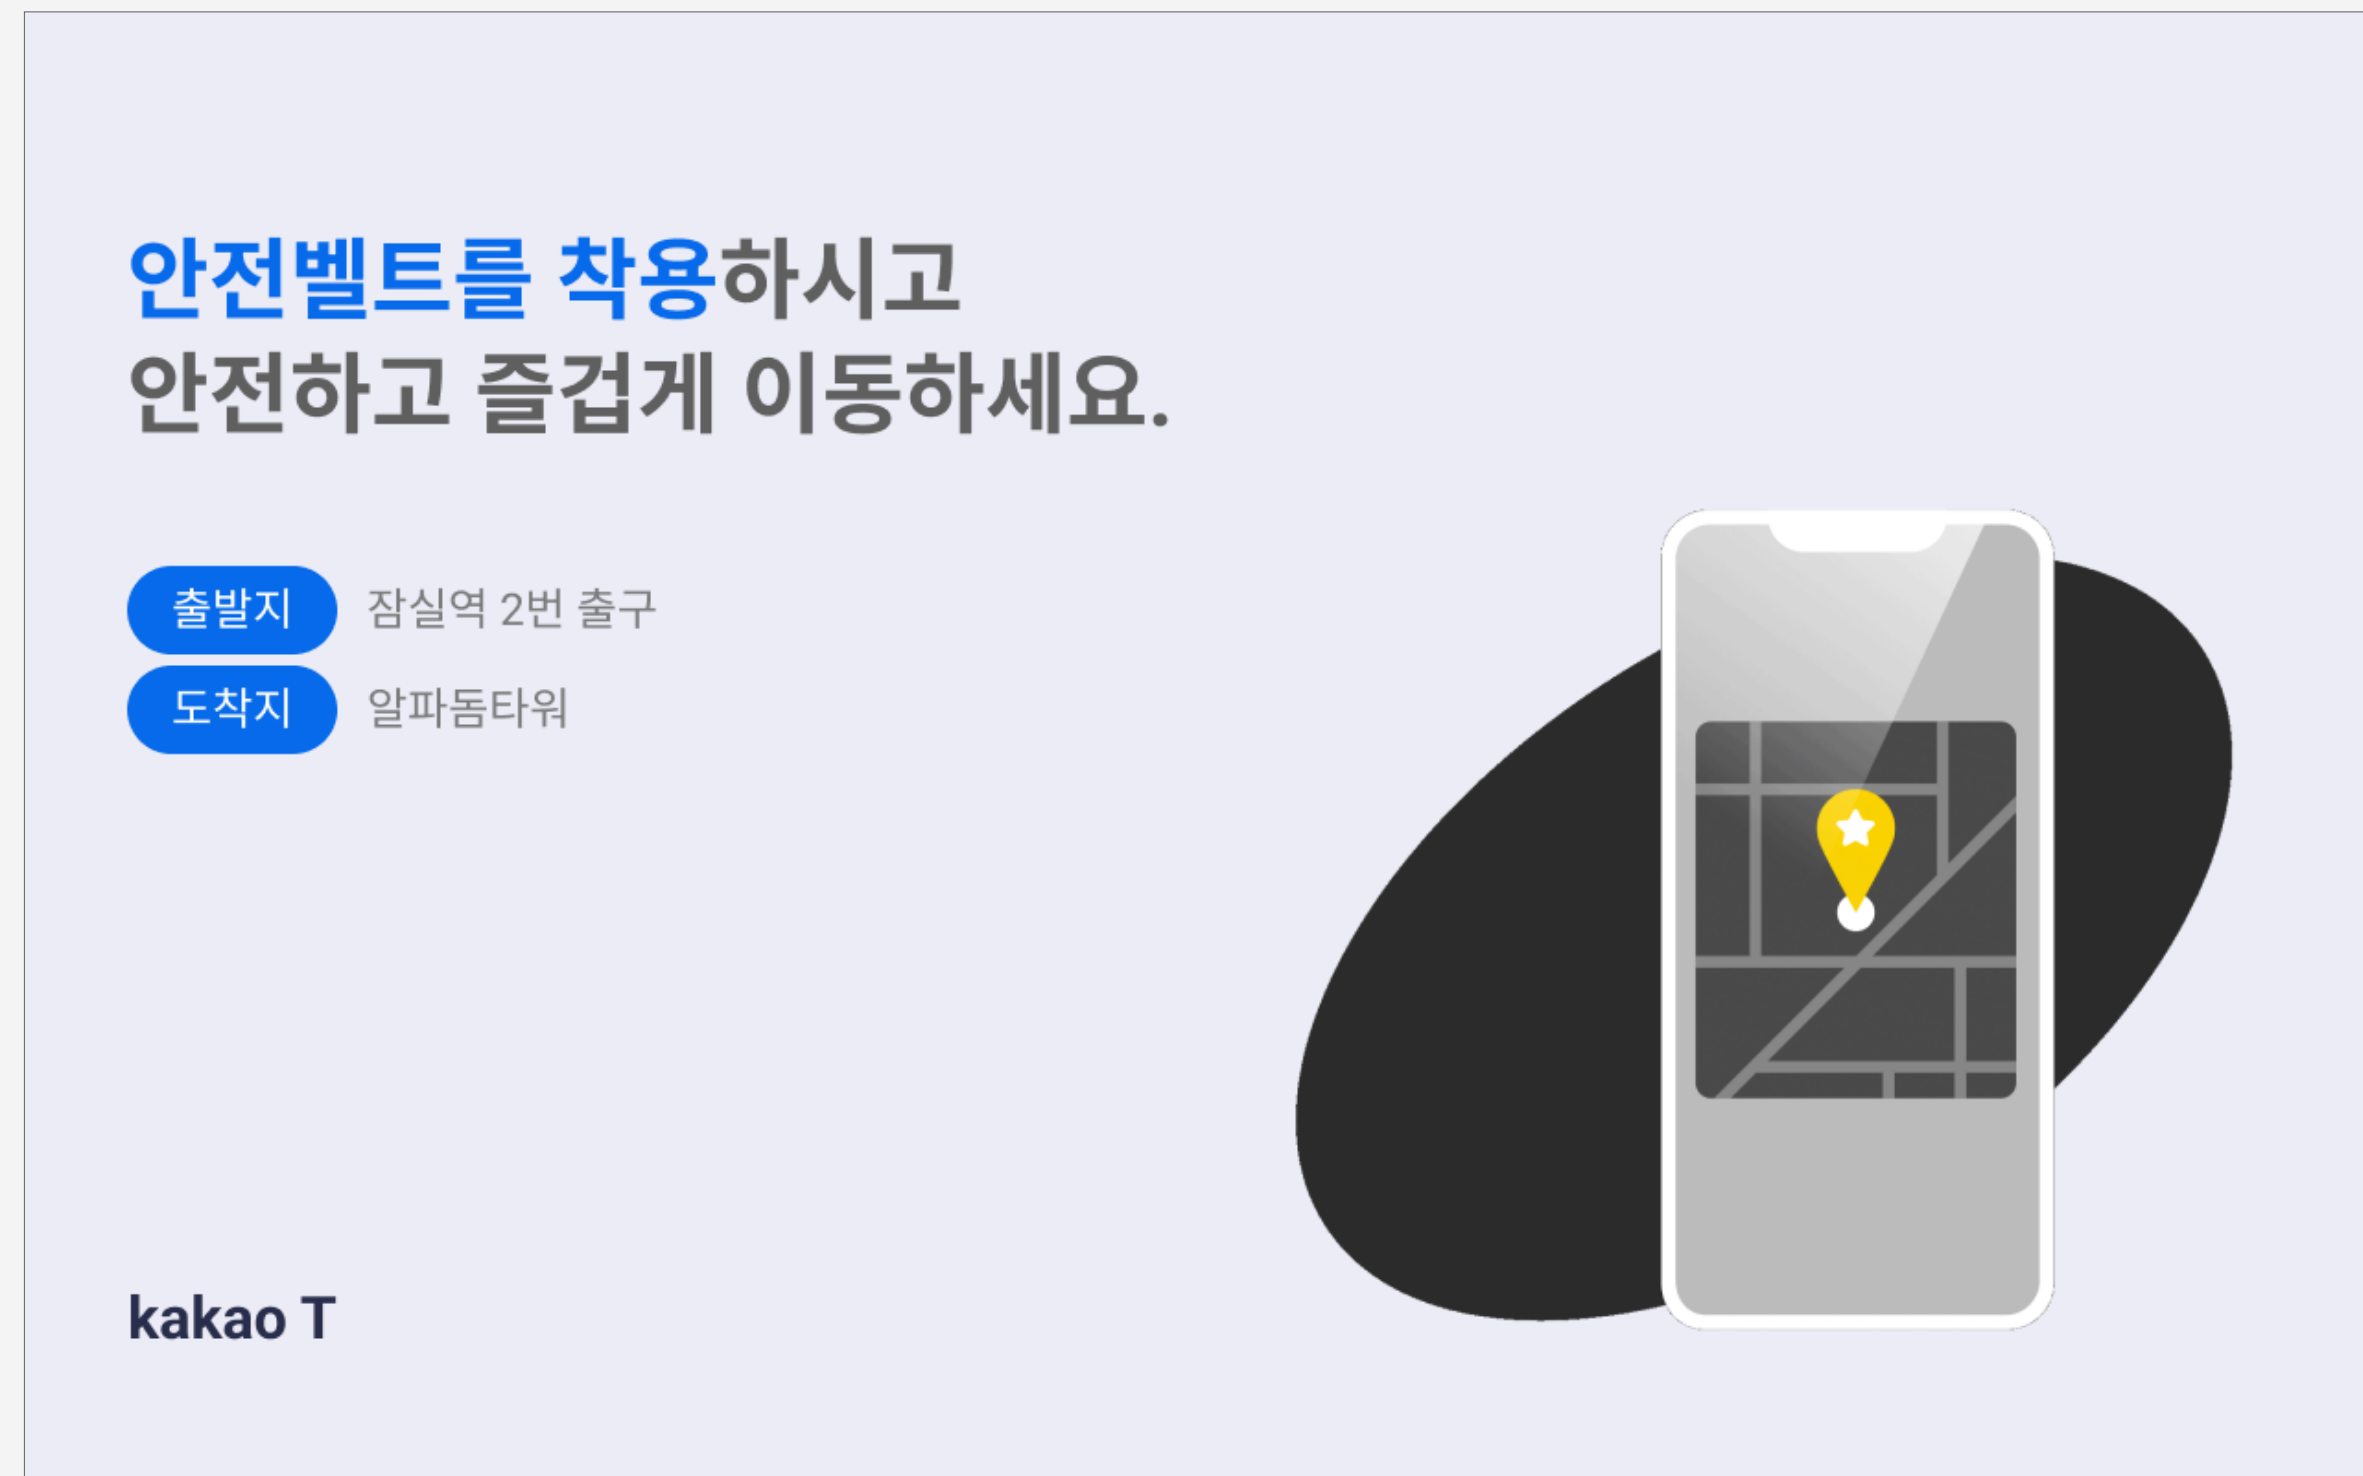 안전벨트를 착용하시고
안전하고 즐겁게 이동하세요.
출발지 잠실역 2번 출구
도착지 알파돔타워
kakao T